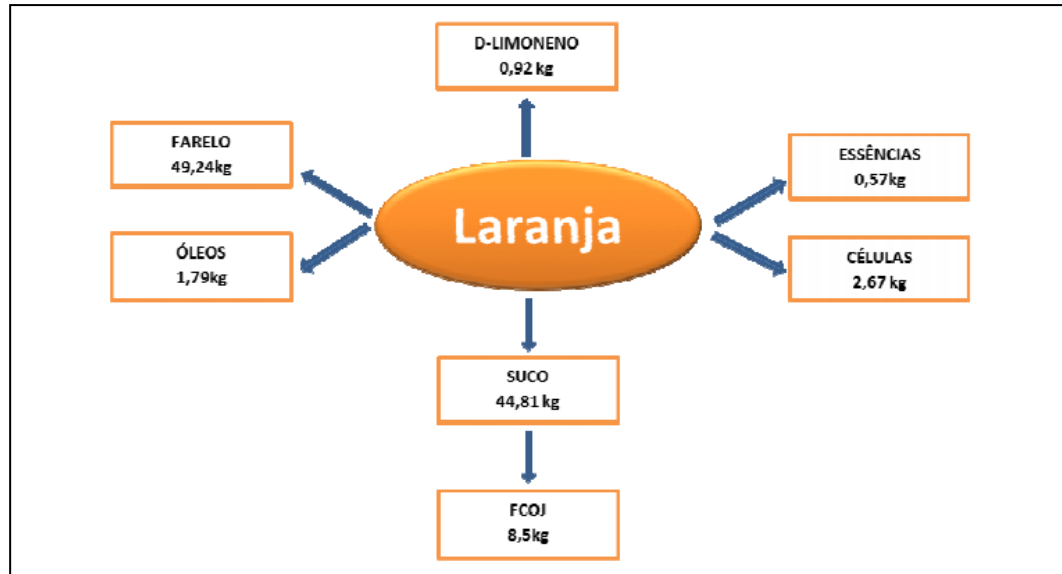 D-LIMONENO
0,92 kg
FARELO
49,24kg
ESSÊNCIAS
0,57kg
Laranja
ÓLEOS
1,79kg
CÉLULAS
2,67 kg
SUCO
44,81 kg
FCOJ
8,5kg